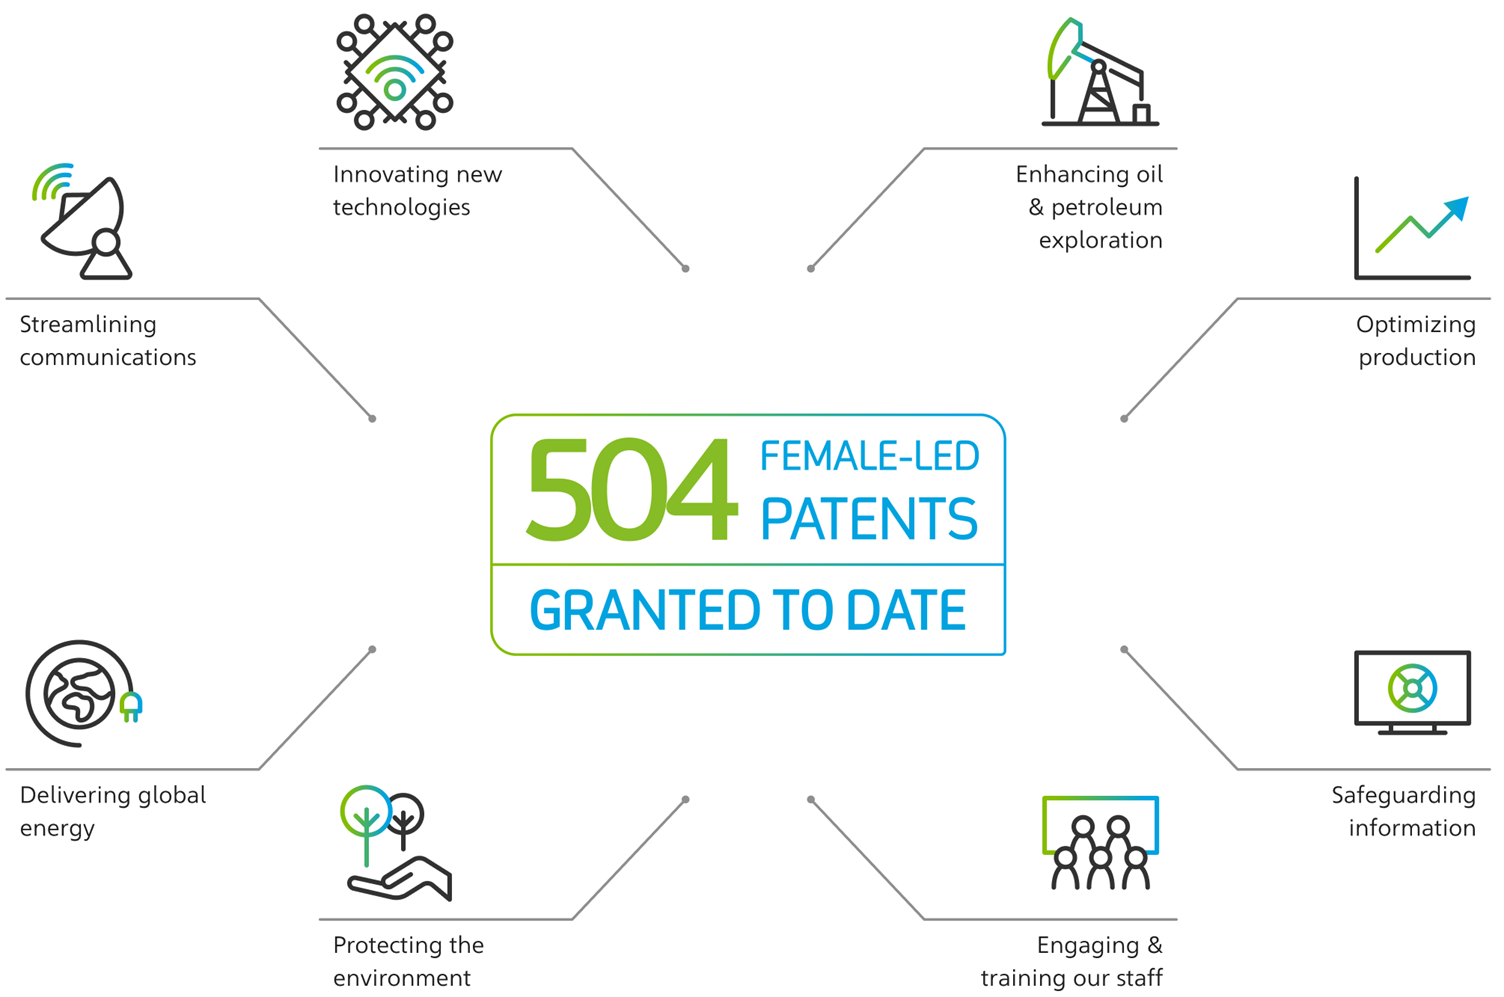 Innovating new
technologies
Enhancing oil
& petroleum
exploration
Streamlining
communications
Optimizing
production
504 FEMALE-LED
PATENTS
GRANTED TO DATE
Delivering global
energy
Safeguarding
information
Protecting the
environment
Engaging &
training our staff